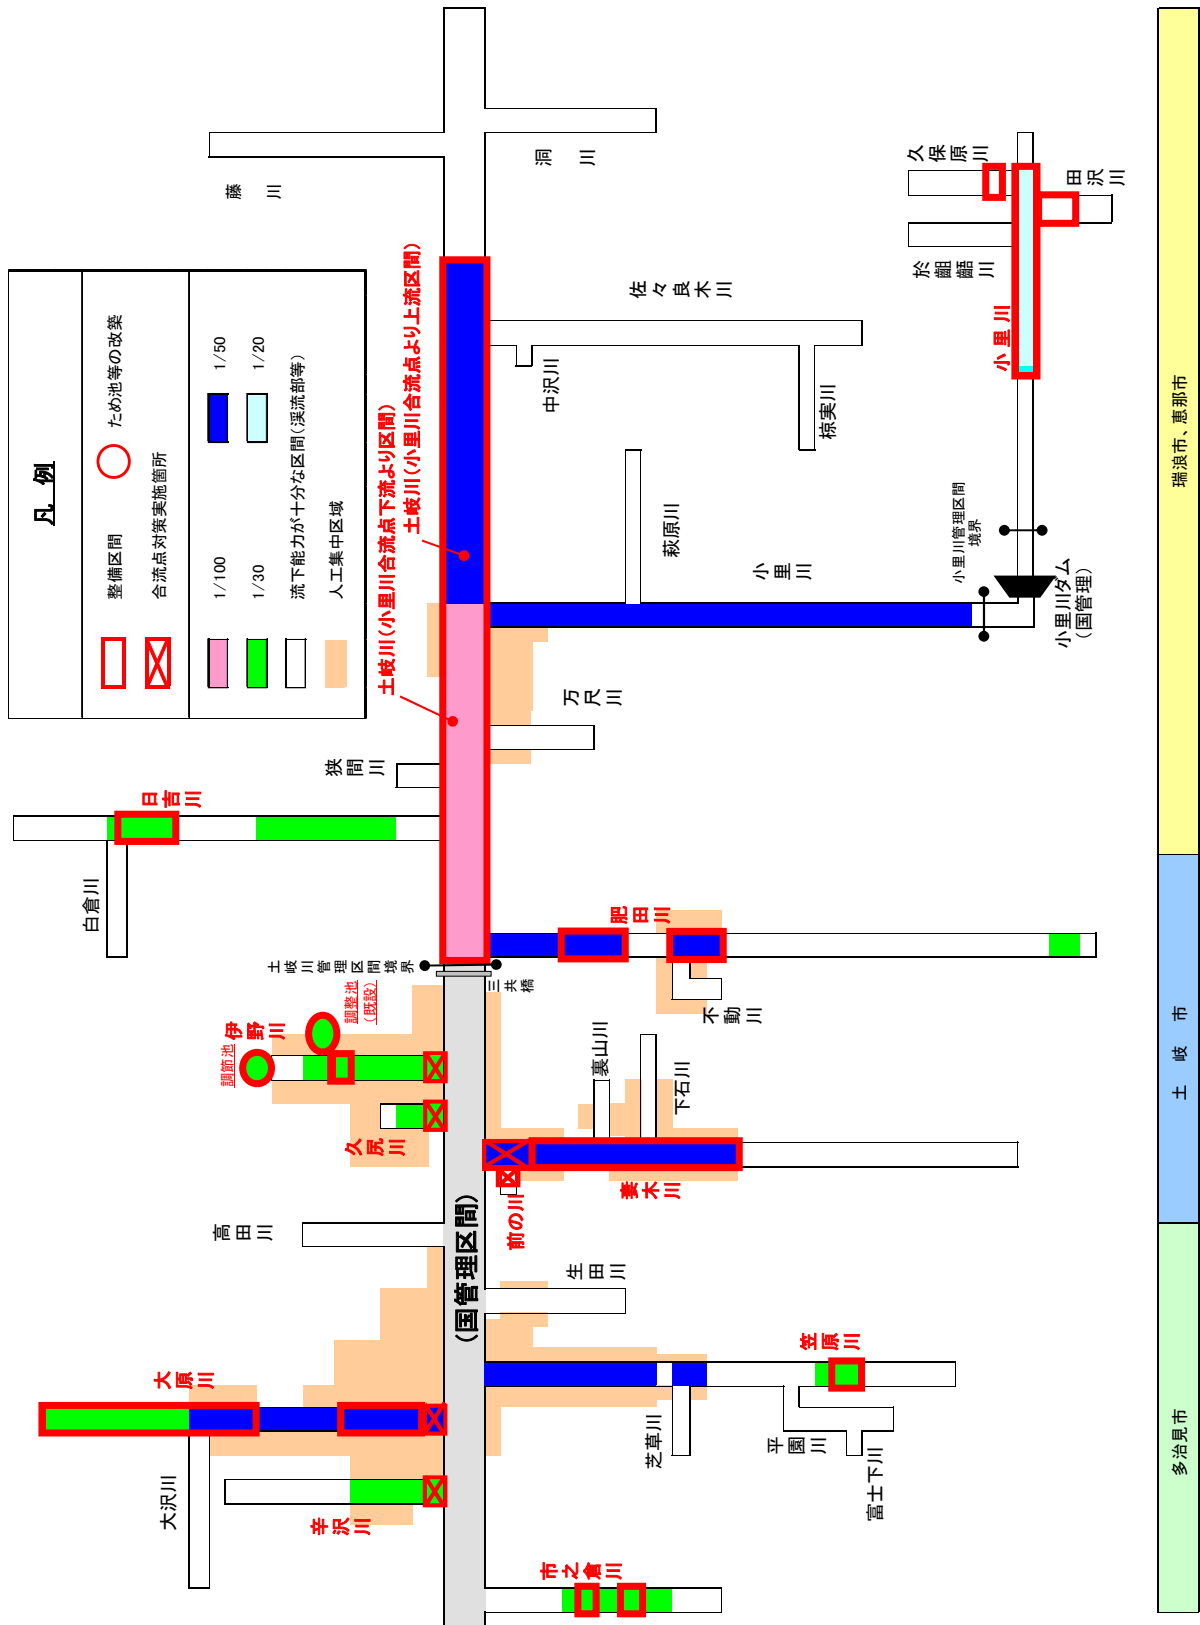 凡 例
整備区間
ため池等の改築
合流点対策実施箇所
1/100
1/50
1/30
1/20
流下能力が十分な区間(渓流部等)
人工集中区域
藤 川
洞 川
土岐川(小里川合流点より上流区間)
土岐川(小里川合流点下流より区間)
佐々良木川
中沢川
椋実川
萩原川
小里川
久保原川
田沢川
於齟齬川
小里川
小里川管理区間
境界
小里川ダム
(国管理)
万尺川
狭間川
日吉川
白倉川
肥田川
不動川
土岐川管理区間境界
三共橋
調整池
(既設)
伊野川
調節池
久尻川
裏山川
下石川
妻木川
前の川
高田川
(国管理区間)
生田川
笠原川
大原川
芝草川
平園川
富士下川
大沢川
辛沢川
市之倉川
瑞浪市、恵那市
土 岐 市
多治見市